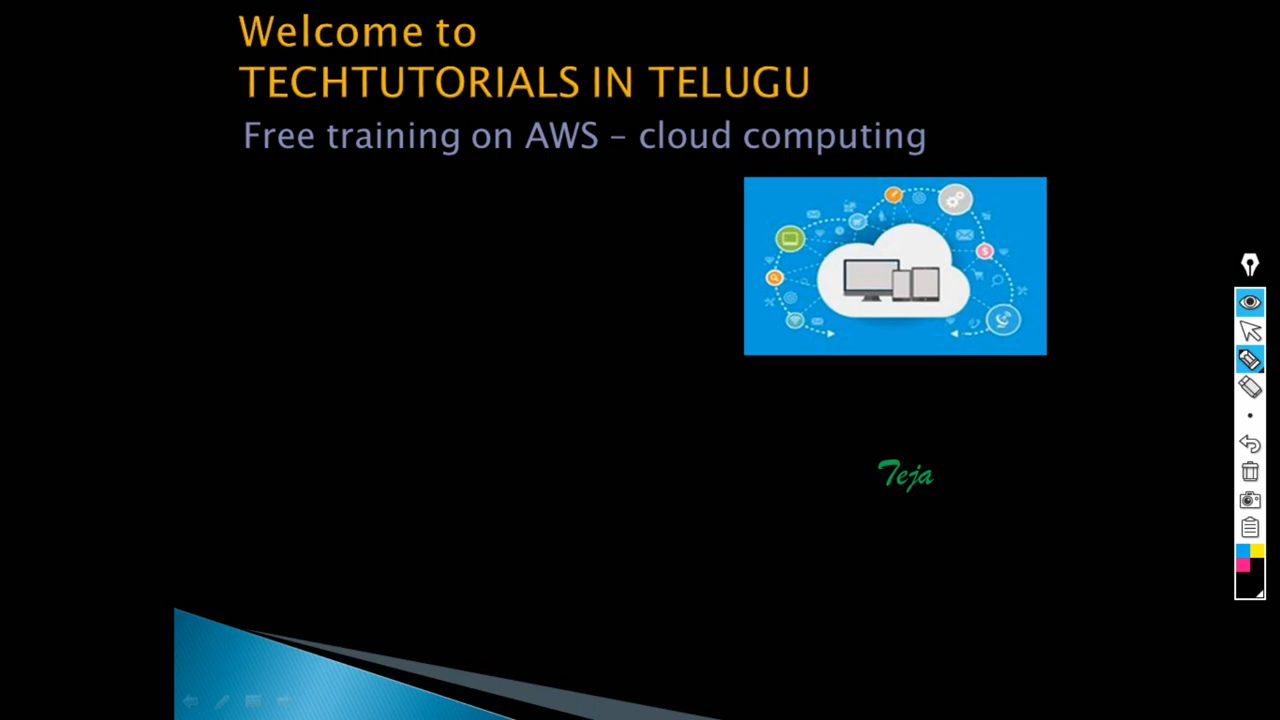 Welcome to
TECHTUTORIALS IN TELUGU
Free training on AWS – cloud computing
Teja